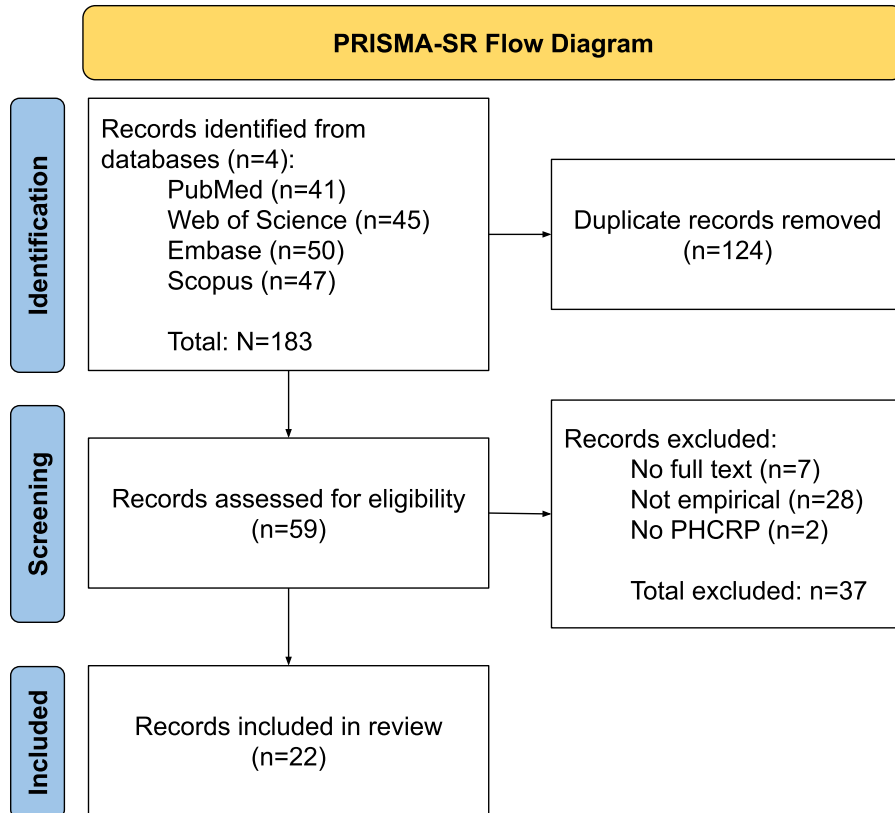 PRISMA-SR Flow Diagram
Identification
Records identified from
databases (n=4):
PubMed (n=41)
Web of Science (n=45)
Embase (n=50)
Scopus (n=47)
Total: N=183
Duplicate records removed
(n=124)
Screening
Records assessed for eligibility
(n=59)
Records excluded:
No full text (n=7)
Not empirical (n=28)
No PHCRP (n=2)
Total excluded: n=37
Included
Records included in review
(n=22)